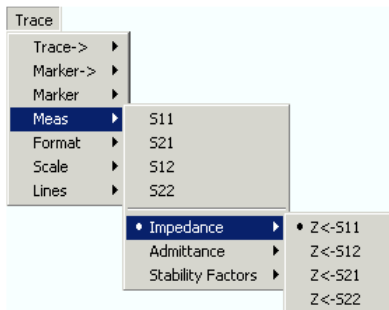 Trace
Trace->
Marker->
Marker
Meas
Format
Scale
Lines
S11
S21
S12
S22
• Impedance
Admittance
Stability Factors
• Z<-S11
Z<-S12
Z<-S21
Z<-S22